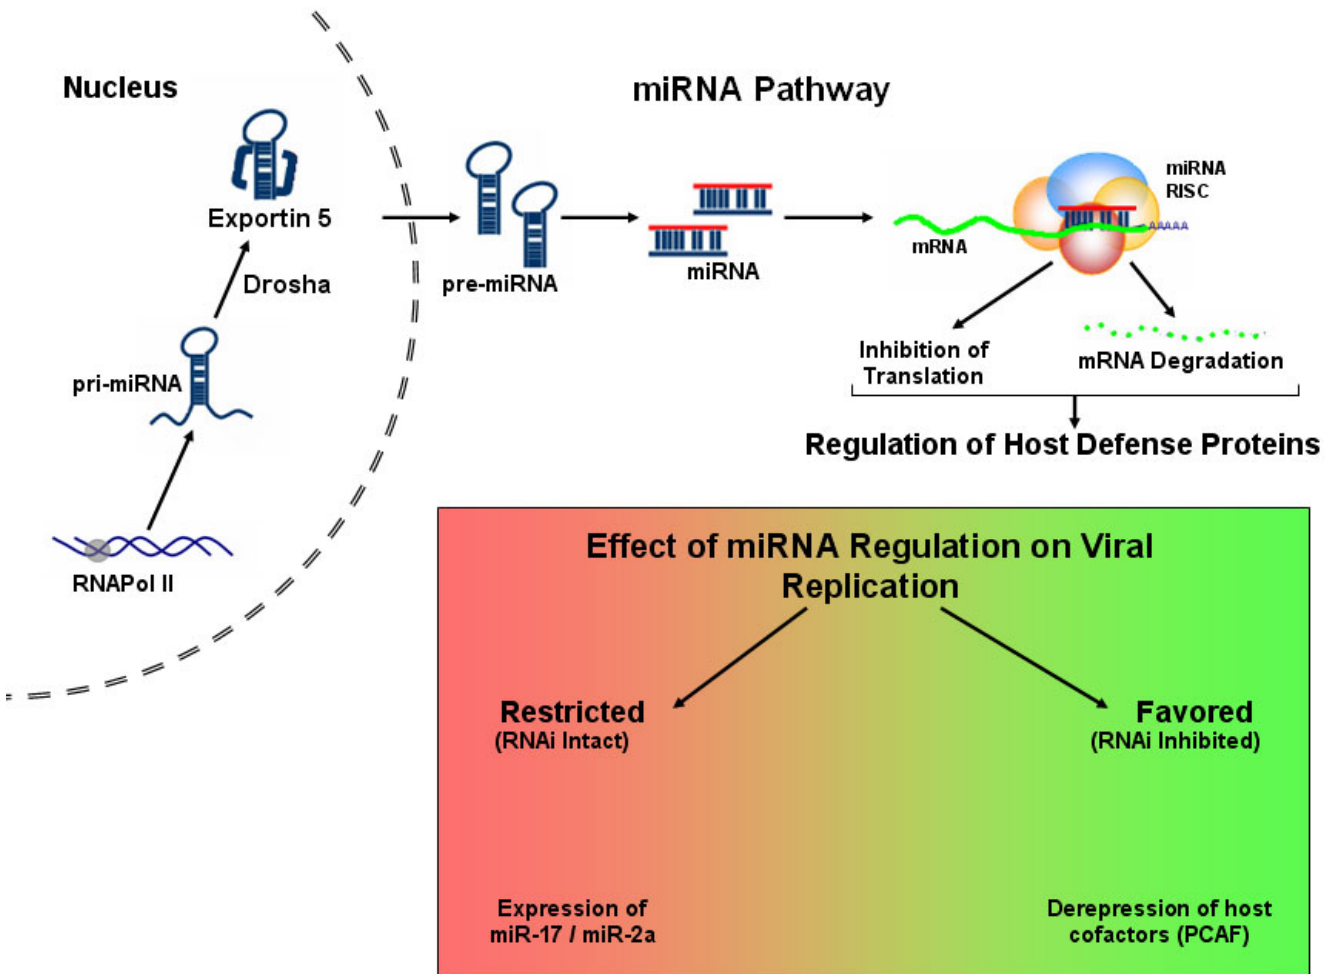 Nucleus
miRNA Pathway
Exportin 5
Drosha
pri-miRNA
RNAPol II
pre-miRNA
miRNA
mRNA
miRNA
RISC
AAAAA
Inhibition of
Translation
mRNA Degradation
Regulation of Host Defense Proteins
Effect of miRNA Regulation on Viral
Replication
Restricted
(RNAi Intact)
Favored
(RNAi Inhibited)
Expression of
miR-17 / miR-2a
Derepression of host
cofactors (PCAF)